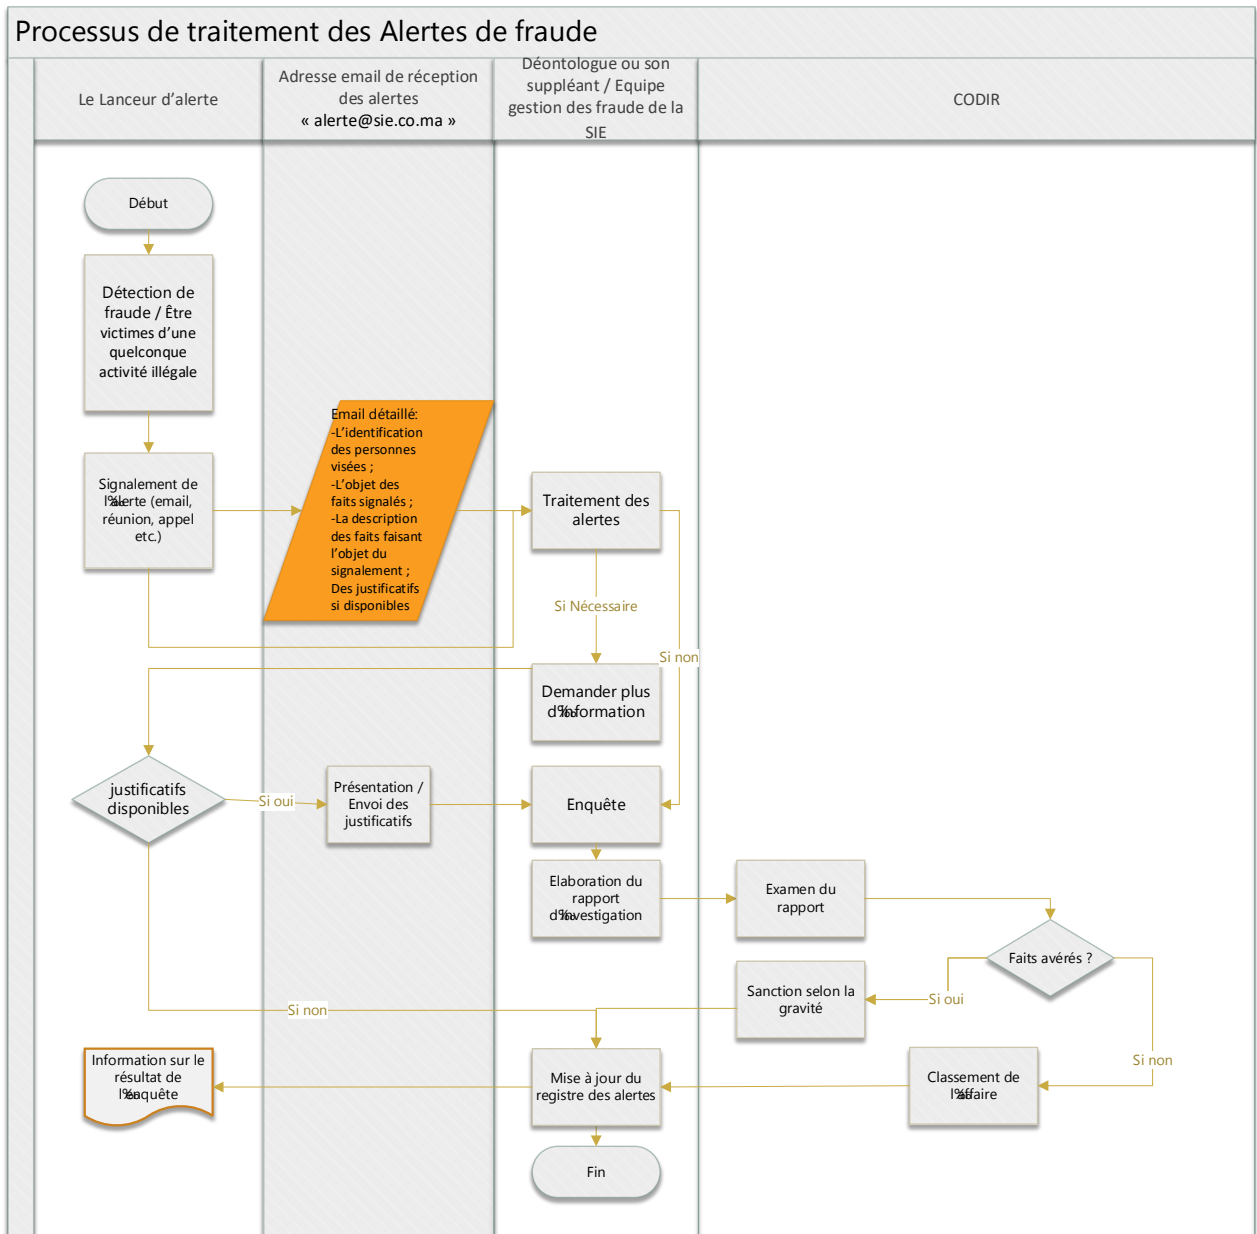 Processus de traitement des Alertes de fraude
Le Lanceur d'alerte
Adresse email de réception
des alertes
« alerte@sie.co.ma »
Déontologue ou son
suppléant / Equipe
gestion des fraude de la
SIE
CODIR
Début
Détection de
fraude / Être
victimes d'une
quelconque
activité illégale
Signalement de
(email,
réunion, appel
etc.)
Email détaillé:
-L'identification
des personnes
visées ;
-L'objet des
faits signalés ;
-La description
des faits faisant
l'objet du
signalement ;
Des justificatifs
si disponibles
Traitement des
alertes
Si Nécessaire
Si non
Demander plus
justificatifs
disponibles
Si oui
Présentation /
Envoi des
justificatifs
Enquête
Elaboration du
rapport
Examen du
rapport
Faits avérés ?
Sanction selon la
gravité
Si oui
Si non
Si non
Information sur le
résultat de
Mise à jour du
registre des alertes
Classement de
Fin